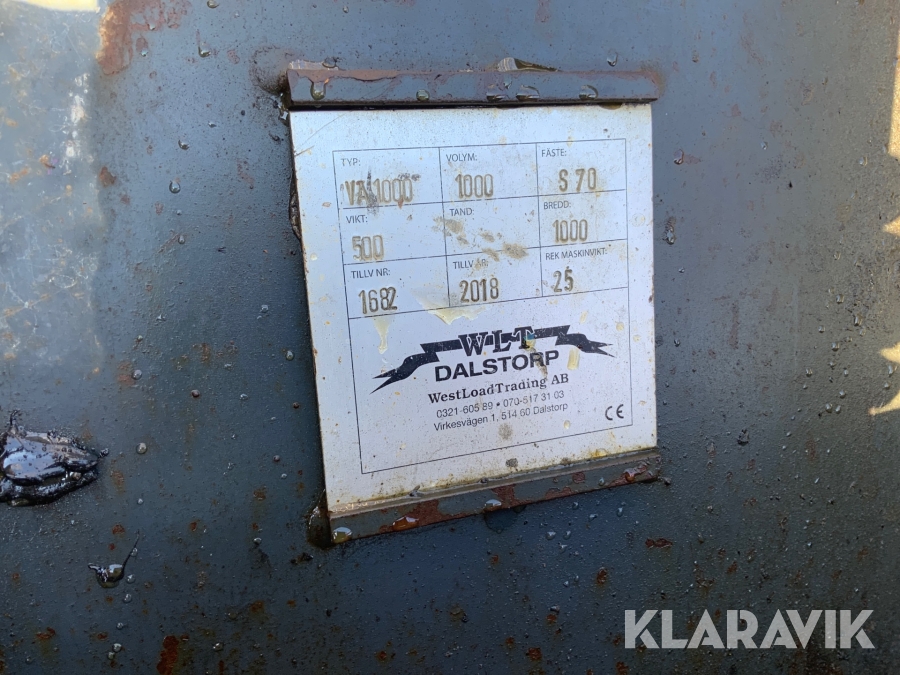 TYP: VOLYM: FÄSTE:
VA 1000 1000 S 70
VIKT: TAND: BREDD:
500 1000
TILLV NR: TILLV ÅR: REK MASKINVIKT:
1682 2018 25
WLT
DALSTORP
WestLoadTrading AB
0321-605 89 • 070-517 31 03
Virkesvägen 1, 514 60 Dalstorp
CE
KLARAVIK